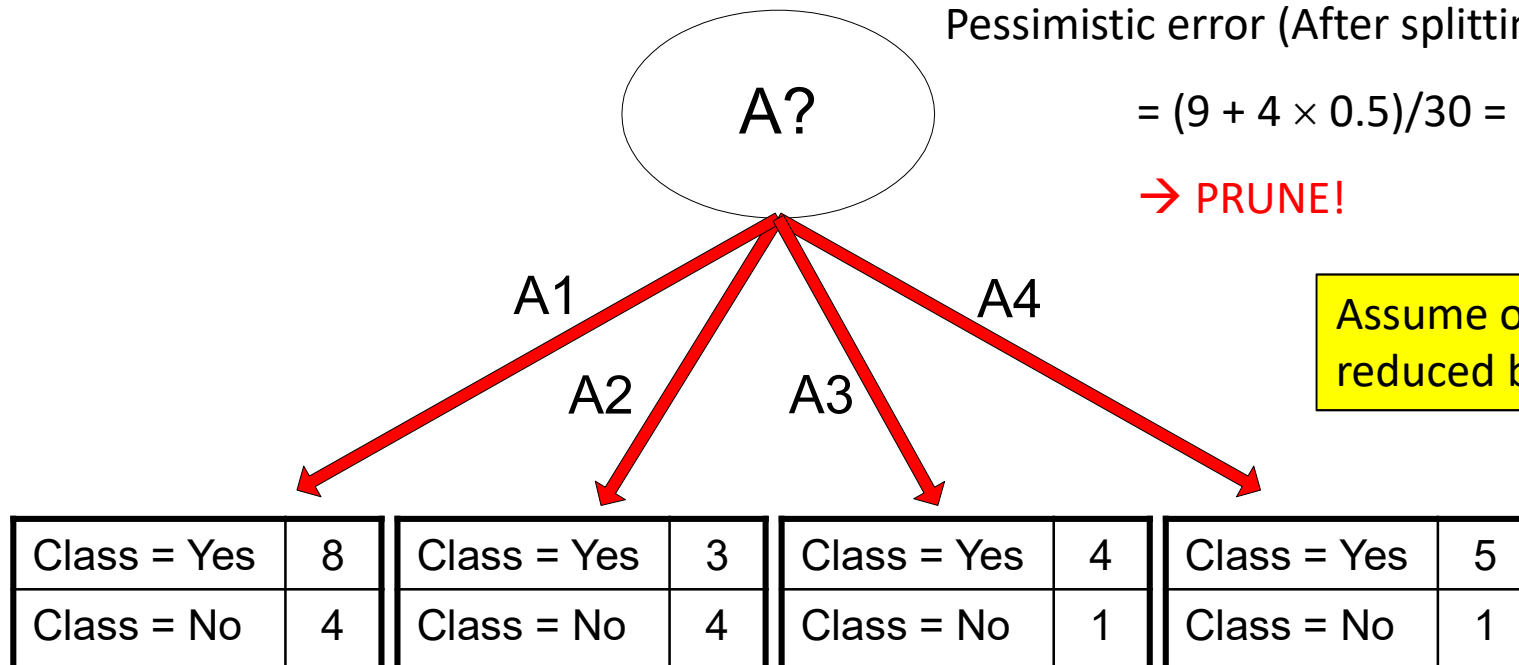 Pessimistic error (After
= (9 + 4 × 0.5)/30 =
→ PRUNE!
A?
A1
A4
A2
A3
Assume
reduced
Class = Yes 8 Class = Yes 3 Class = Yes 4 Class = Yes 5
Class = No 4 Class = No 4 Class = No 1 Class = No 1